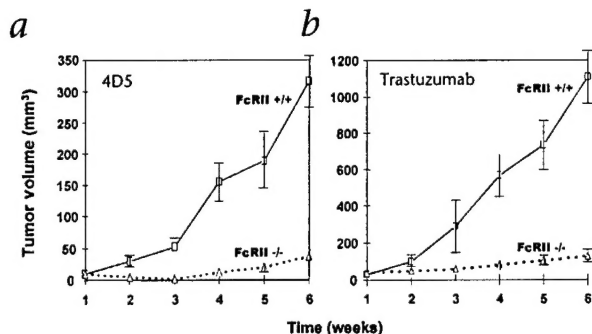 a
b
4D5
Trastuzumab
FcRII +/+
FcRII +/+
FcRII -/-
FcRII -/-
Tumor volume (mm³)
350
300
250
200
150
100
50
0
1200
1000
800
600
400
200
0
1 2 3 4 5 6
1 2 3 4 5 6
Time (weeks)